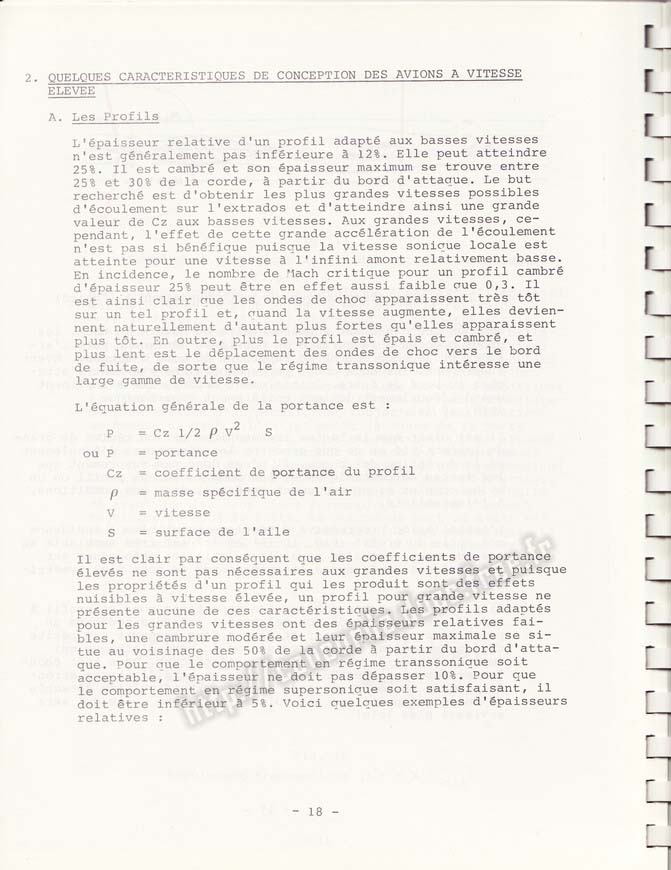 2. QUELQUES CARACTERISTIQUES DE CONCEPTION DES AVIONS A VITESSE
ELEVEE
A. Les Profils
L'épaisseur relative d'un profil adapté aux basses vitesses
n'est généralement pas inférieure à 12%. Elle peut atteindre
25%. Il est cambré et son épaisseur maximum se trouve entre
25% et 30% de la corde, à partir du bord d'attaque. Le but
recherché est d'obtenir les plus grandes vitesses possibles
d'écoulement sur l'extrados et d'atteindre ainsi une grande
valeur de Cz aux basses vitesses. Aux grandes vitesses, ce-
pendant, l'effet de cette grande accélération de l'écoulement
n'est pas si bénéfique puisque la vitesse sonique locale est
atteinte pour une vitesse à l'infini amont relativement basse.
En incidence, le nombre de Mach critique pour un profil cambré
d'épaisseur 25% peut être en effet aussi faible que 0,3. Il
est ainsi clair que les ondes de choc apparaissent très tôt
sur un tel profil et, quand la vitesse augmente, elles devien-
nent naturellement d'autant plus fortes qu'elles apparaissent
plus tôt. En outre, plus le profil est épais et cambré, et
plus lent est le déplacement des ondes de choc vers le bord
de fuite, de sorte que le régime transsonique intéresse une
large gamme de vitesse.
L'équation générale de la portance est :
P = Cz 1/2 ρ V² S
ou P = portance
Cz = coefficient de portance du profil
ρ = masse spécifique de l'air
V = vitesse
S = surface de l'aile
Il est clair par conséquent que les coefficients de portance
élevés ne sont pas nécessaires aux grandes vitesses et puisque
les propriétés d'un profil qui les produit sont des effets
nuisibles à vitesse élevée, un profil pour grande vitesse ne
présente aucune de ces caractéristiques. Les profils adaptés
pour les grandes vitesses ont des épaisseurs relatives fai-
bles, une cambrure modérée et leur épaisseur maximale se si-
tue au voisinage des 50% de la corde à partir du bord d'atta-
que. Pour que le comportement en régime transsonique soit
acceptable, l'épaisseur ne doit pas dépasser 10%. Pour que
le comportement en régime supersonique soit satisfaisant, il
doit être inférieur à 5%. Voici quelques exemples d'épaisseurs
relatives :
- 18 -